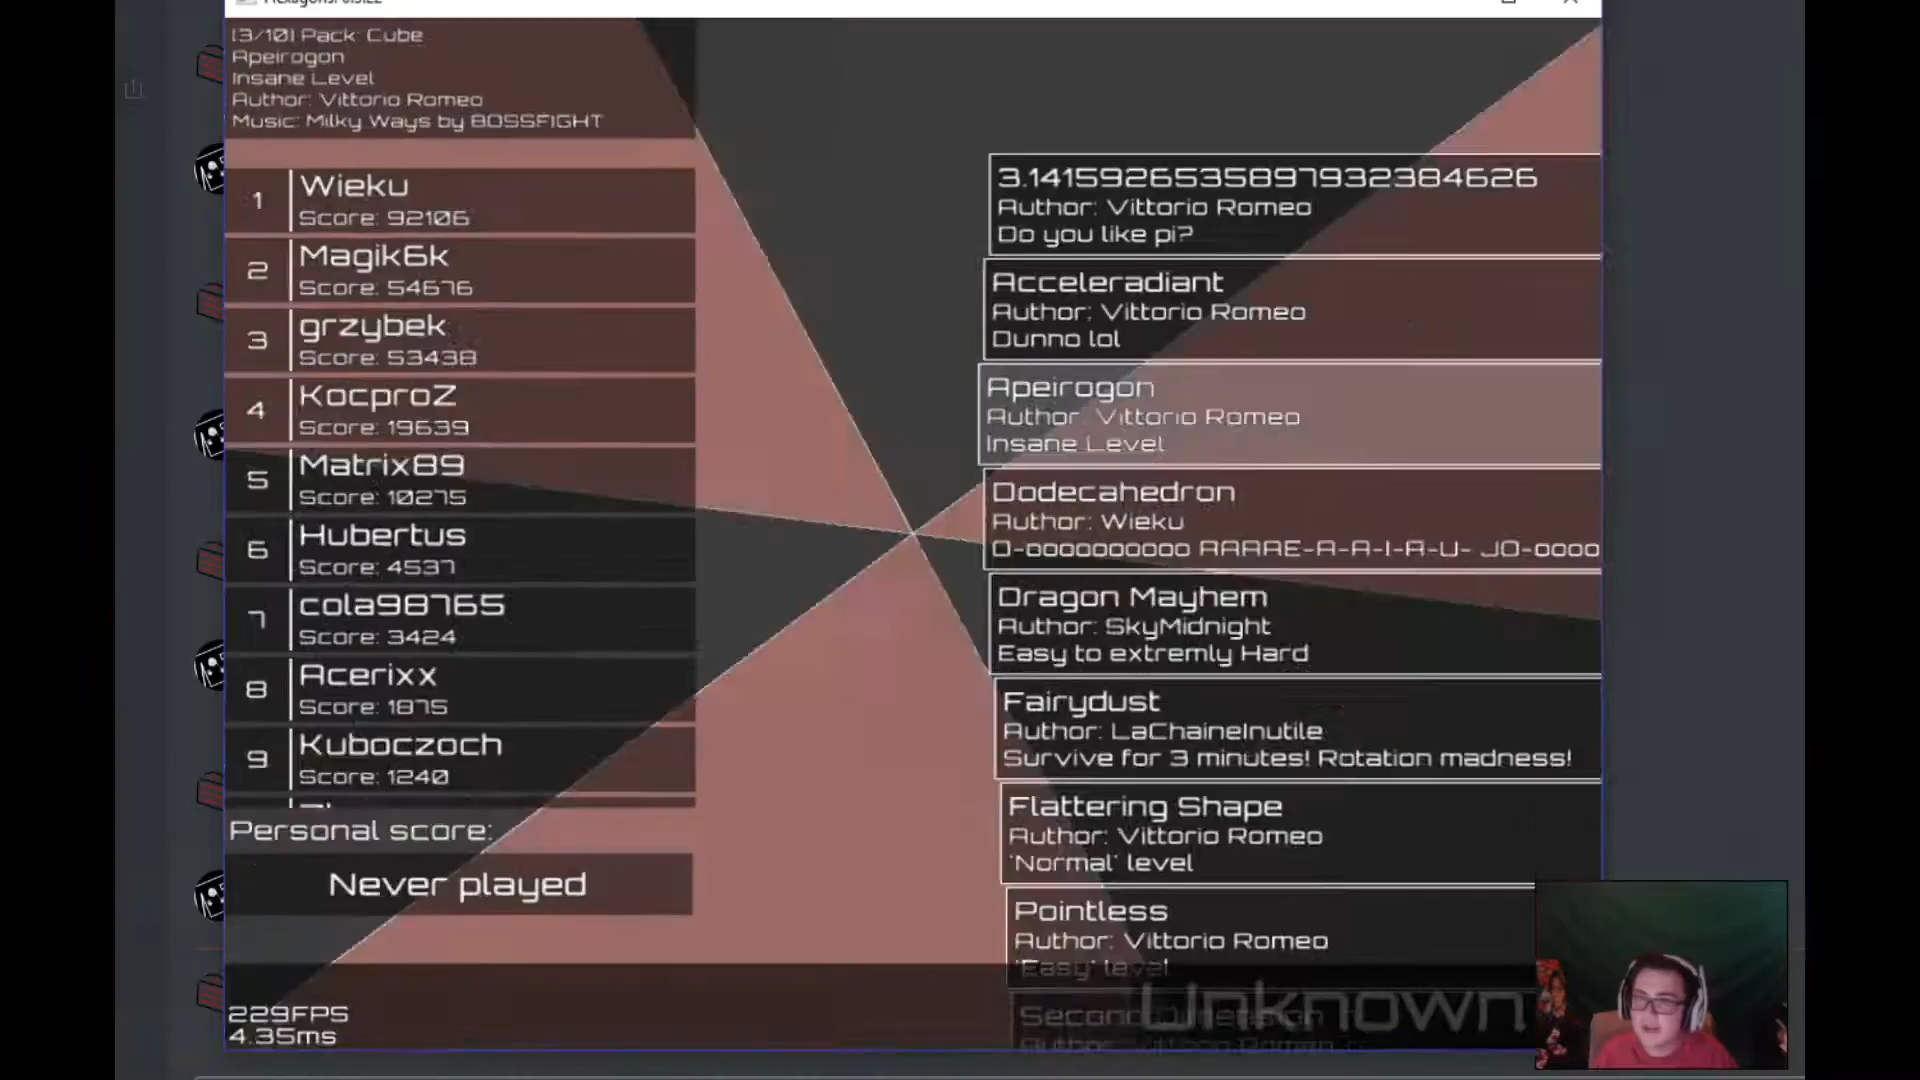 [3/10] Pack: Cube
Apeirogon
Insane Level
Author: Vittorio Romeo
Music: Milky Ways by BOSSFIGHT
1
Wieku
Score: 92106
2
Magik6k
Score: 54676
3
grzybek
Score: 53438
4
KocproZ
Score: 19639
5
Matrix89
Score: 10275
6
Hubertus
Score: 4537
7
cola98765
Score: 3424
8
Acerixx
Score: 1875
9
Kuboczoch
Score: 1240
Personal score:
Never played
229FPS
4.35ms
3.1415926535897932384626
Author: Vittorio Romeo
Do you like pi?
Acceleradiant
Author: Vittorio Romeo
Dunno lol
Apeirogon
Author: Vittorio Romeo
Insane Level
Dodecahedron
Author: Wieku
O-oooooooooo AAAAE-A-A-I-A-U- JO-oooo
Dragon Mayhem
Author: SkyMidnight
Easy to extremly Hard
Fairydust
Author: LaChaineInutile
Survive for 3 minutes! Rotation madness!
Flattering Shape
Author: Vittorio Romeo
'Normal' level
Pointless
Author: Vittorio Romeo
'Easy' level
Second Dimension
Unknown